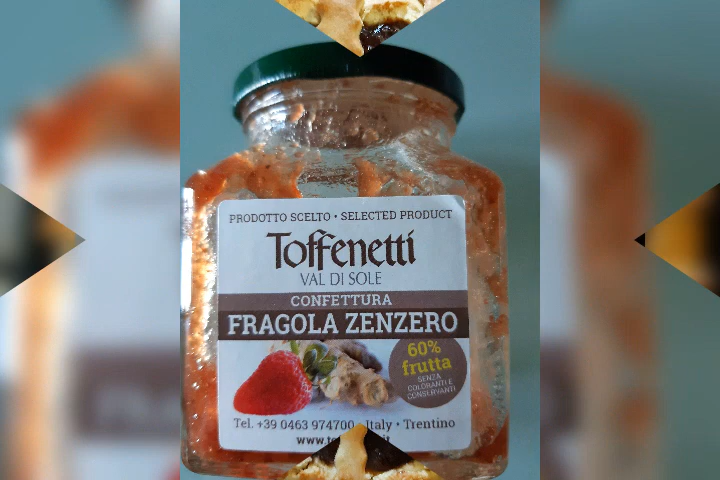 PRODOTTO SCELTO • SELECTED PRODUCT
Toffenetti
VAL DI SOLE
CONFETTURA
FRAGOLA ZENZERO
60%
frutta
SENZA
COLORANTI E
CONSERVANTI
Tel. +39 0463 974700 • Italy • Trentino
www.